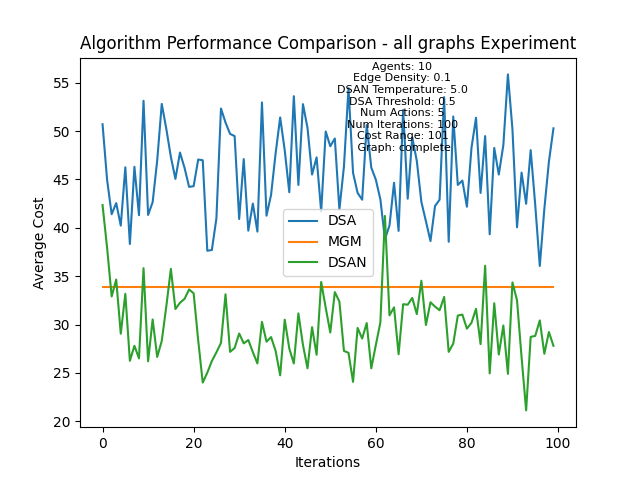 Algorithm Performance Comparison - all graphs Experiment
Agents: 10
Edge Density: 0.1
DSAN Temperature: 5.0
DSA Threshold: 0.5
Num Actions: 5
Num Iterations: 100
Cost Range: 101
Graph: complete
55
50
45
40
35
30
25
20
Average Cost
DSA
MGM
DSAN
0
20
40
60
80
100
Iterations